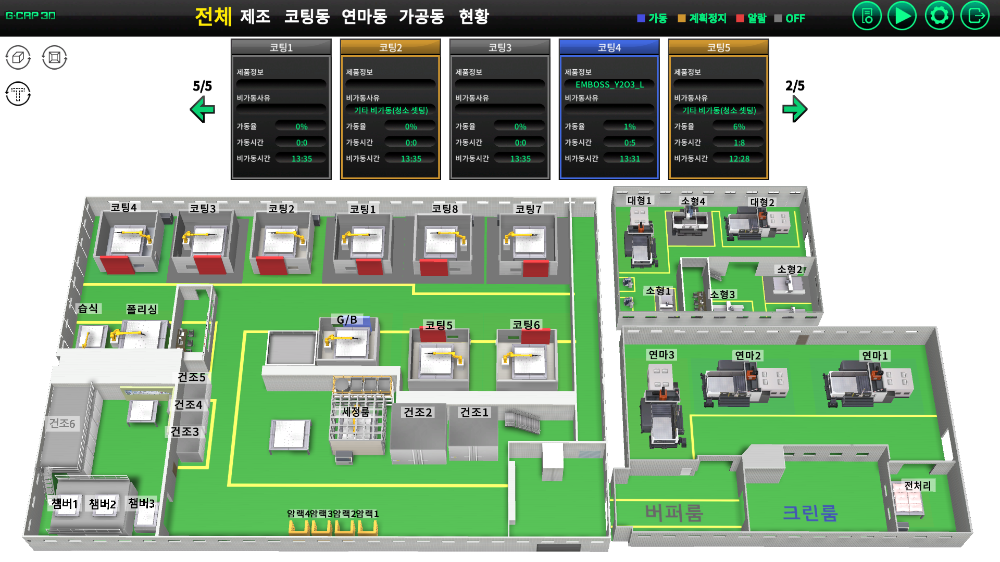 G-CAP 3D
전체 제조 코팅동 연마동 가공동 현황
가동 계획정지 알람 OFF
5/5
2/5
코팅1
제품정보
비가동사유
가동율 0%
가동시간 0:0
비가동시간 13:35
코팅2
제품정보
비가동사유
기타 비가동(청소 셋팅)
가동율 0%
가동시간 0:0
비가동시간 13:35
코팅3
제품정보
비가동사유
가동율 0%
가동시간 0:0
비가동시간 13:35
코팅4
제품정보
EMBOSS_Y2O3_L
비가동사유
가동율 1%
가동시간 0:5
비가동시간 13:31
코팅5
제품정보
비가동사유
기타 비가동(청소 셋팅)
가동율 6%
가동시간 1:8
비가동시간 12:28
코팅4 코팅3 코팅2 코팅1 코팅8 코팅7
대형1 소형4 대형2
소형2
소형1 소형3
습식 폴리싱
G/B 코팅5 코팅6
연마3 연마2 연마1
건조5
건조4
건조6 건조3
세정룸 건조2 건조1
전처리
챔버1 챔버2 챔버3
암랙4 암랙3 암랙2 암랙1
버퍼룸 크린룸